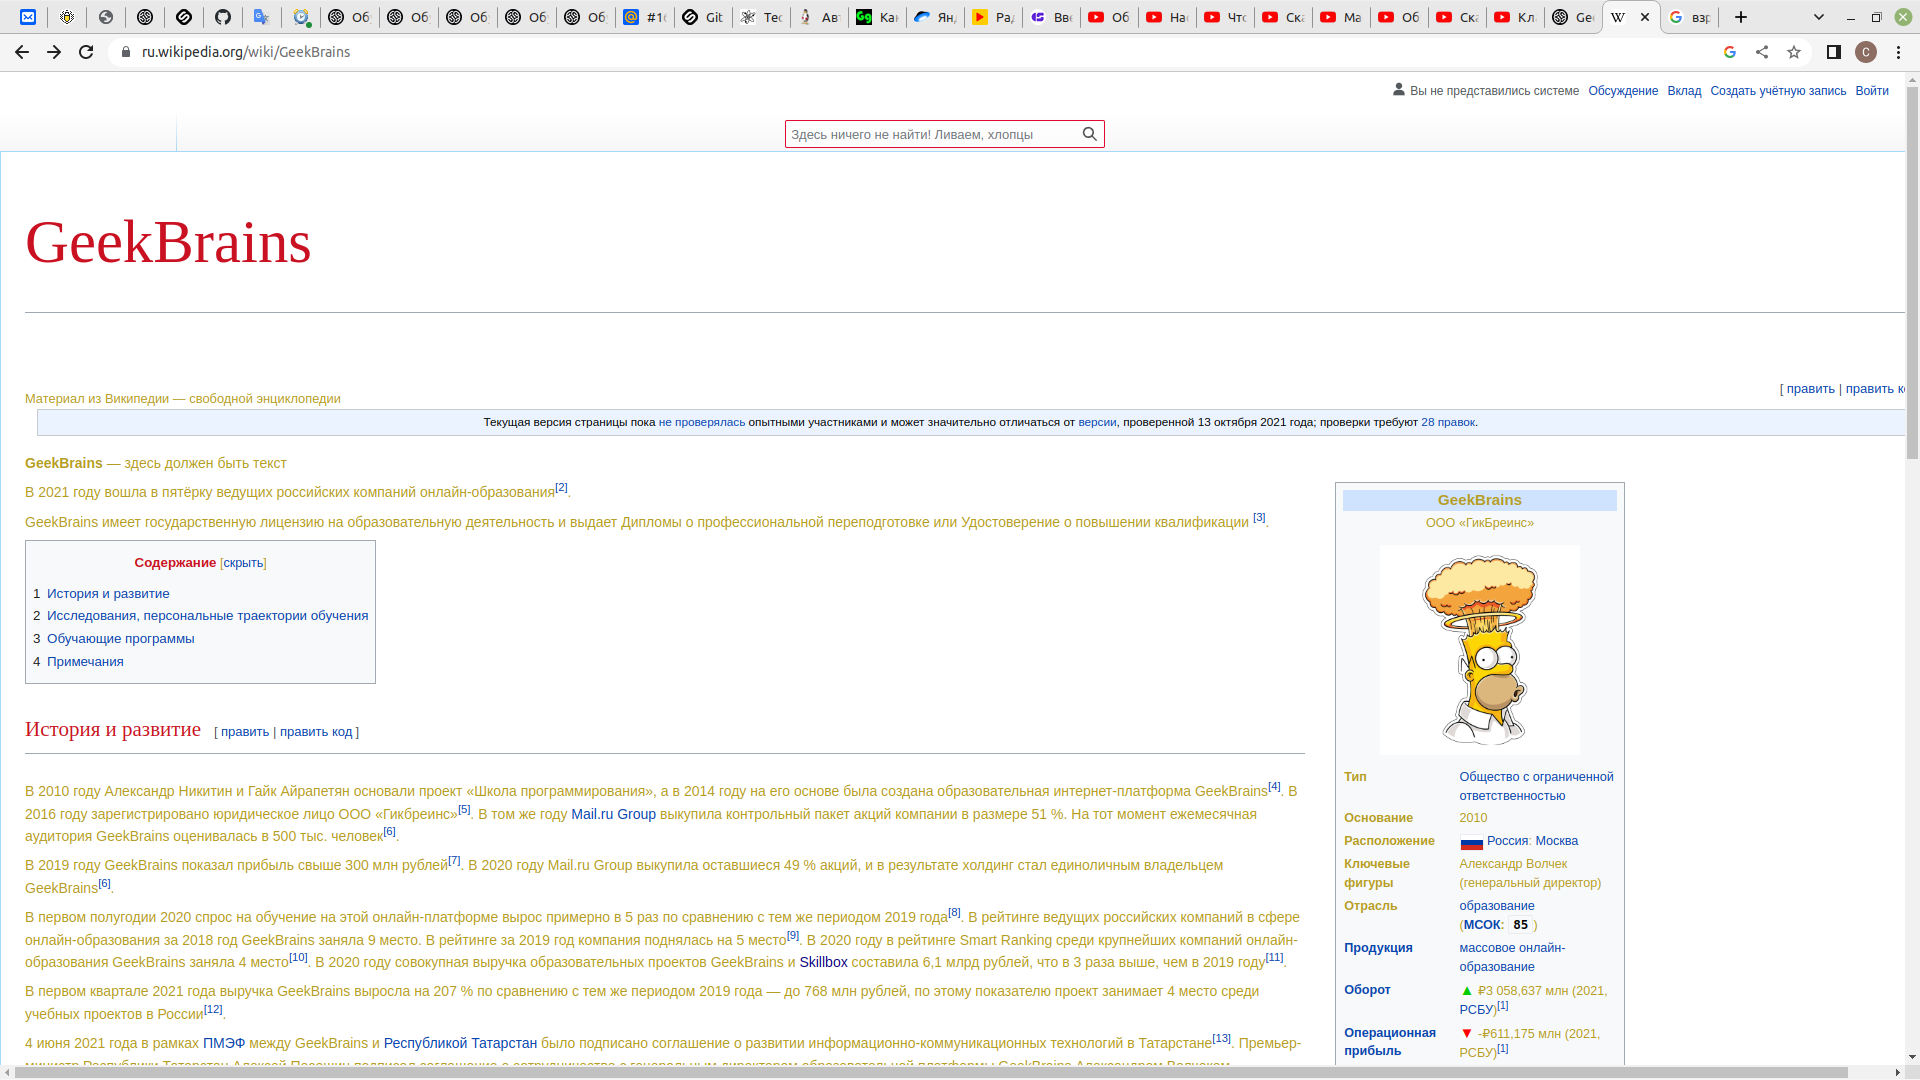 Об
Об
Об
Об
Об
#1
Git
Тес
Ав
Gg
Ка
Ян
Ра
Вве
Об
На
Чт
Ск
Ма
Об
Ск
Кл
Ge
W
взр
ru.wikipedia.org/wiki/GeekBrains
C
Вы не представились системе Обсуждение Вклад Создать учётную запись Войти
Здесь ничего не найти! Ливаем, хлопцы
GeekBrains
[ править | править к
Материал из Википедии — свободной энциклопедии
Текущая версия страницы пока не проверялась опытными участниками и может значительно отличаться от версии, проверенной 13 октября 2021 года; проверки требуют 28 правок.
GeekBrains — здесь должен быть текст
В 2021 году вошла в пятёрку ведущих российских компаний онлайн-образования[2].
GeekBrains имеет государственную лицензию на образовательную деятельность и выдает Дипломы о профессиональной переподготовке или Удостоверение о повышении квалификации [3].
Содержание [скрыть]
1 История и развитие
2 Исследования, персональные траектории обучения
3 Обучающие программы
4 Примечания
История и развитие [ править | править код ]
В 2010 году Александр Никитин и Гайк Айрапетян основали проект «Школа программирования», а в 2014 году на его основе была создана образовательная интернет-платформа GeekBrains[4]. В
2016 году зарегистрировано юридическое лицо ООО «Гикбреинс»[5]. В том же году Mail.ru Group выкупила контрольный пакет акций компании в размере 51 %. На тот момент ежемесячная
аудитория GeekBrains оценивалась в 500 тыс. человек[6].
В 2019 году GeekBrains показал прибыль свыше 300 млн рублей[7]. В 2020 году Mail.ru Group выкупила оставшиеся 49 % акций, и в результате холдинг стал единоличным владельцем
GeekBrains[6].
В первом полугодии 2020 спрос на обучение на этой онлайн-платформе вырос примерно в 5 раз по сравнению с тем же периодом 2019 года[8]. В рейтинге ведущих российских компаний в сфере
онлайн-образования за 2018 год GeekBrains заняла 9 место. В рейтинге за 2019 год компания поднялась на 5 место[9]. В 2020 году в рейтинге Smart Ranking среди крупнейших компаний онлайн-
образования GeekBrains заняла 4 место[10]. В 2020 году совокупная выручка образовательных проектов GeekBrains и Skillbox составила 6,1 млрд рублей, что в 3 раза выше, чем в 2019 году[11].
В первом квартале 2021 года выручка GeekBrains выросла на 207 % по сравнению с тем же периодом 2019 года — до 768 млн рублей, по этому показателю проект занимает 4 место среди
учебных проектов в России[12].
4 июня 2021 года в рамках ПМЭФ между GeekBrains и Республикой Татарстан было подписано соглашение о развитии информационно-коммуникационных технологий в Татарстане[13]. Премьер-
GeekBrains
ООО «ГикБреинс»
Тип Общество с ограниченной
ответственностью
Основание 2010
Расположение Россия: Москва
Ключевые Александр Волчек
фигуры (генеральный директор)
Отрасль образование
(МСОК: 85 )
Продукция массовое онлайн-
образование
Оборот ▲ ₽3 058,637 млн (2021,
РСБУ)[1]
Операционная ▼ -₽611,175 млн (2021,
прибыль РСБУ)[1]